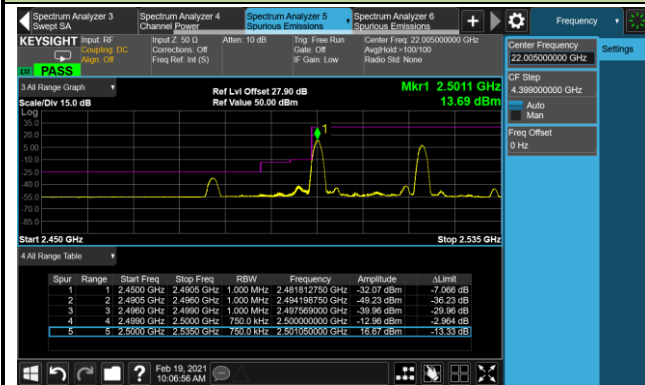 Spectrum Analyzer 3
Swept SA
Spectrum Analyzer 4
Channel Power
Spectrum Analyzer 5
Spurious Emissions
Spectrum Analyzer 6
Spurious Emissions
Frequency
KEYSIGHT
Input: RF
Coupling: DC
Align: Off
Input Z: 50 Ω
Corrections: Off
Freq Ref: Int (S)
Atten: 10 dB
Trig: Free Run
Gate: Off
IF Gain: Low
Center Freq: 22.005000000 GHz
Avg|Hold:>100/100
Radio Std: None
PASS
Center Frequency
22.005000000 GHz
Settings
CF Step
4.399000000 GHz
Auto
Man
Freq Offset
0 Hz
3 All Range Graph
Scale/Div 15.0 dB
Ref Lvl Offset 27.90 dB
Ref Value 50.00 dBm
Mkr1 2.5011 GHz
13.69 dBm
Log
35.0
20.0
5.00
-10.0
-25.0
-40.0
-55.0
-70.0
-85.0
1
Start 2.450 GHz
Stop 2.535 GHz
4 All Range Table
Spur Range Start Freq Stop Freq RBW Frequency Amplitude ΔLimit
1 1 2.4500 GHz 2.4905 GHz 1.000 MHz 2.481812750 GHz -32.07 dBm -7.066 dB
2 2 2.4905 GHz 2.4960 GHz 1.000 MHz 2.494198750 GHz -49.23 dBm -36.23 dB
3 3 2.4960 GHz 2.4990 GHz 1.000 MHz 2.497569000 GHz -39.96 dBm -29.96 dB
4 4 2.4990 GHz 2.5000 GHz 750.0 kHz 2.500000000 GHz -12.96 dBm -2.964 dB
5 5 2.5000 GHz 2.5350 GHz 750.0 kHz 2.501050000 GHz 16.67 dBm -13.33 dB
Feb 19, 2021
10:06:56 AM